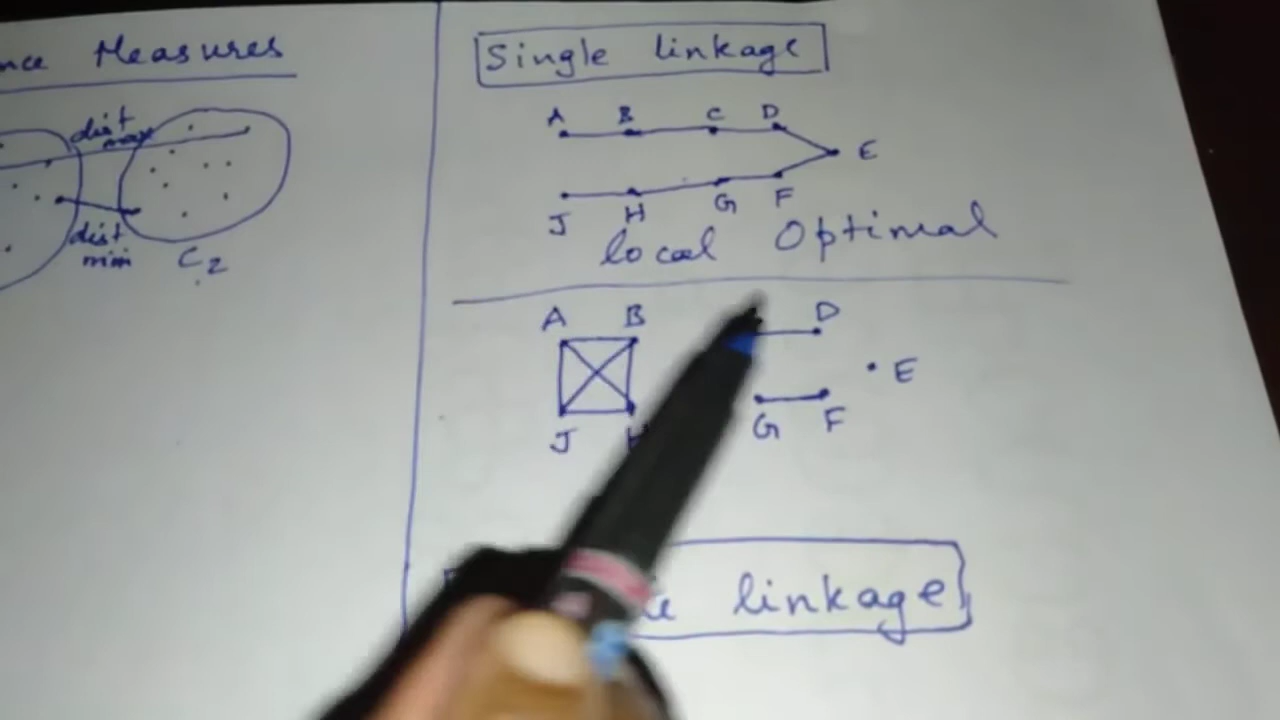 Measures
dist
max
dist
min
C2
Single linkage
A B C D
E
J H G F
local Optimal
A B D
E
J G F
linkage